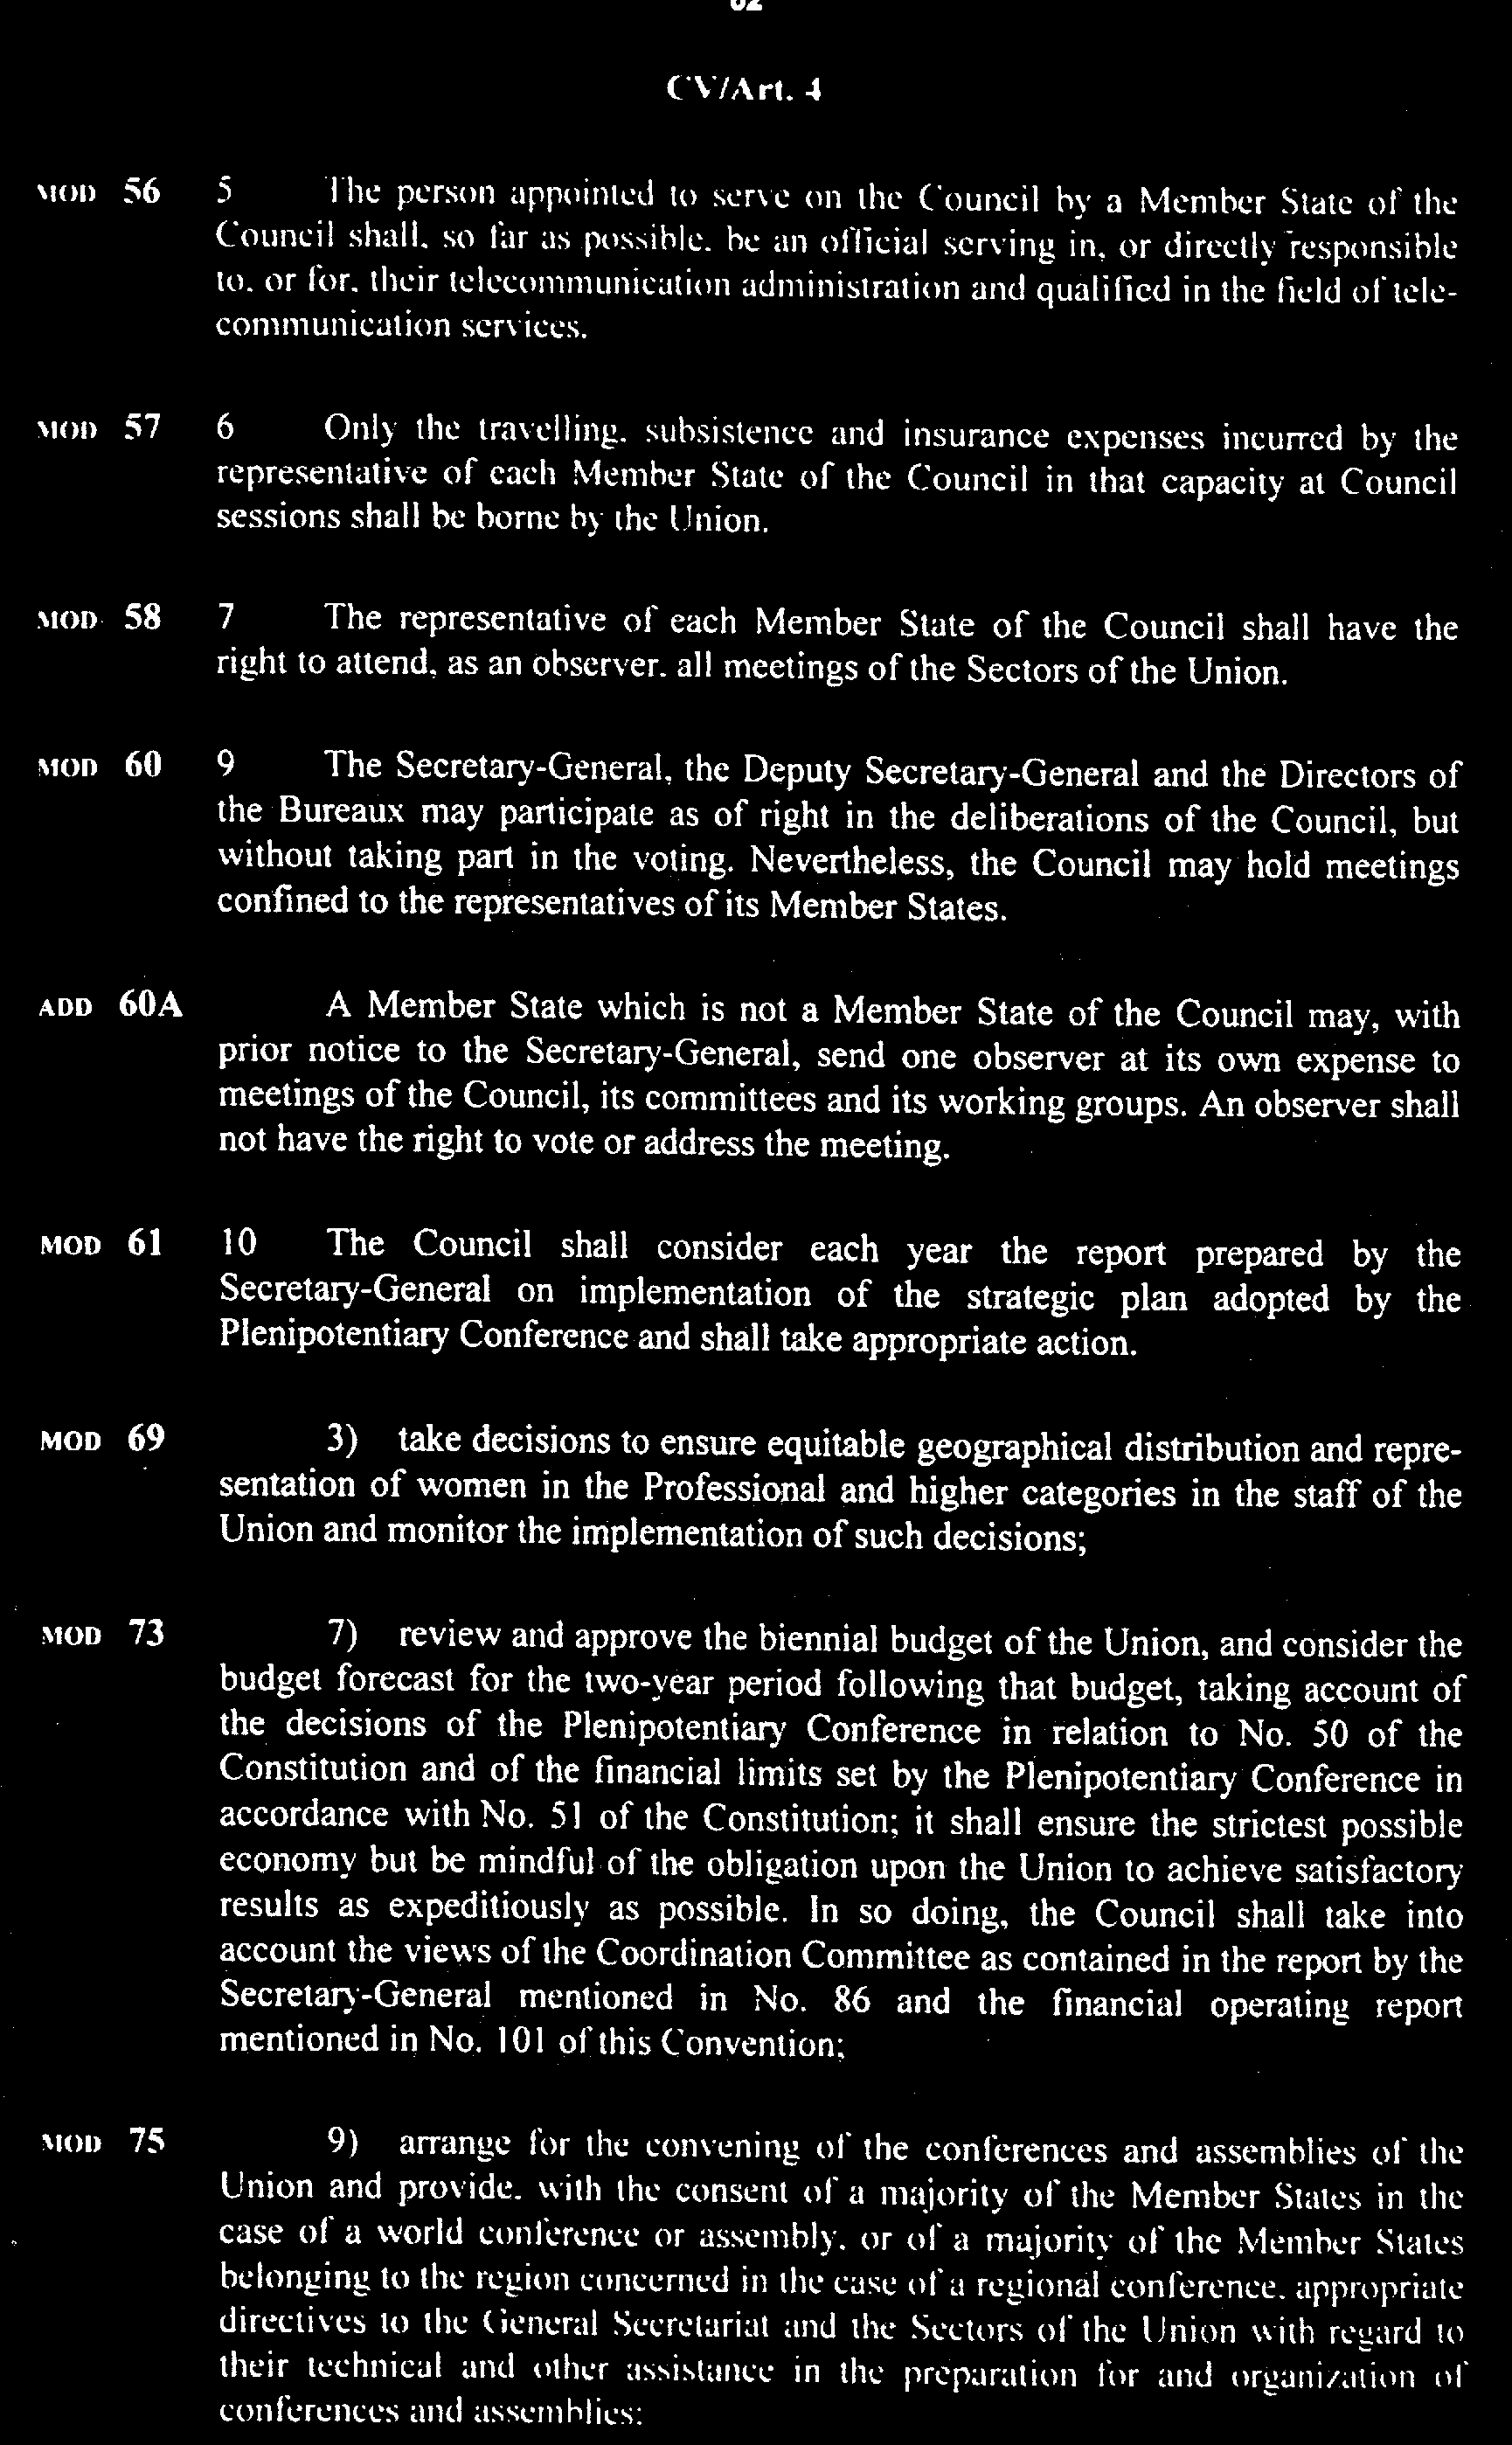 62
CV/Art. 4
MOD 56 5 The person appointed to serve on the Council by a Member State of the
Council shall, so far as possible, be an official serving in, or directly responsible
to, or for, their telecommunication administration and qualified in the field of tele-
communication services.
MOD 57 6 Only the travelling, subsistence and insurance expenses incurred by the
representative of each Member State of the Council in that capacity at Council
sessions shall be borne by the Union.
MOD 58 7 The representative of each Member State of the Council shall have the
right to attend, as an observer, all meetings of the Sectors of the Union.
MOD 60 9 The Secretary-General, the Deputy Secretary-General and the Directors of
the Bureaux may participate as of right in the deliberations of the Council, but
without taking part in the voting. Nevertheless, the Council may hold meetings
confined to the representatives of its Member States.
ADD 60A A Member State which is not a Member State of the Council may, with
prior notice to the Secretary-General, send one observer at its own expense to
meetings of the Council, its committees and its working groups. An observer shall
not have the right to vote or address the meeting.
MOD 61 10 The Council shall consider each year the report prepared by the
Secretary-General on implementation of the strategic plan adopted by the
Plenipotentiary Conference and shall take appropriate action.
MOD 69 3) take decisions to ensure equitable geographical distribution and repre-
sentation of women in the Professional and higher categories in the staff of the
Union and monitor the implementation of such decisions;
MOD 73 7) review and approve the biennial budget of the Union, and consider the
budget forecast for the two-year period following that budget, taking account of
the decisions of the Plenipotentiary Conference in relation to No. 50 of the
Constitution and of the financial limits set by the Plenipotentiary Conference in
accordance with No. 51 of the Constitution; it shall ensure the strictest possible
economy but be mindful of the obligation upon the Union to achieve satisfactory
results as expeditiously as possible. In so doing, the Council shall take into
account the views of the Coordination Committee as contained in the report by the
Secretary-General mentioned in No. 86 and the financial operating report
mentioned in No. 101 of this Convention;
MOD 75 9) arrange for the convening of the conferences and assemblies of the
Union and provide, with the consent of a majority of the Member States in the
case of a world conference or assembly, or of a majority of the Member States
belonging to the region concerned in the case of a regional conference, appropriate
directives to the General Secretariat and the Sectors of the Union with regard to
their technical and other assistance in the preparation for and organization of
conferences and assemblies;